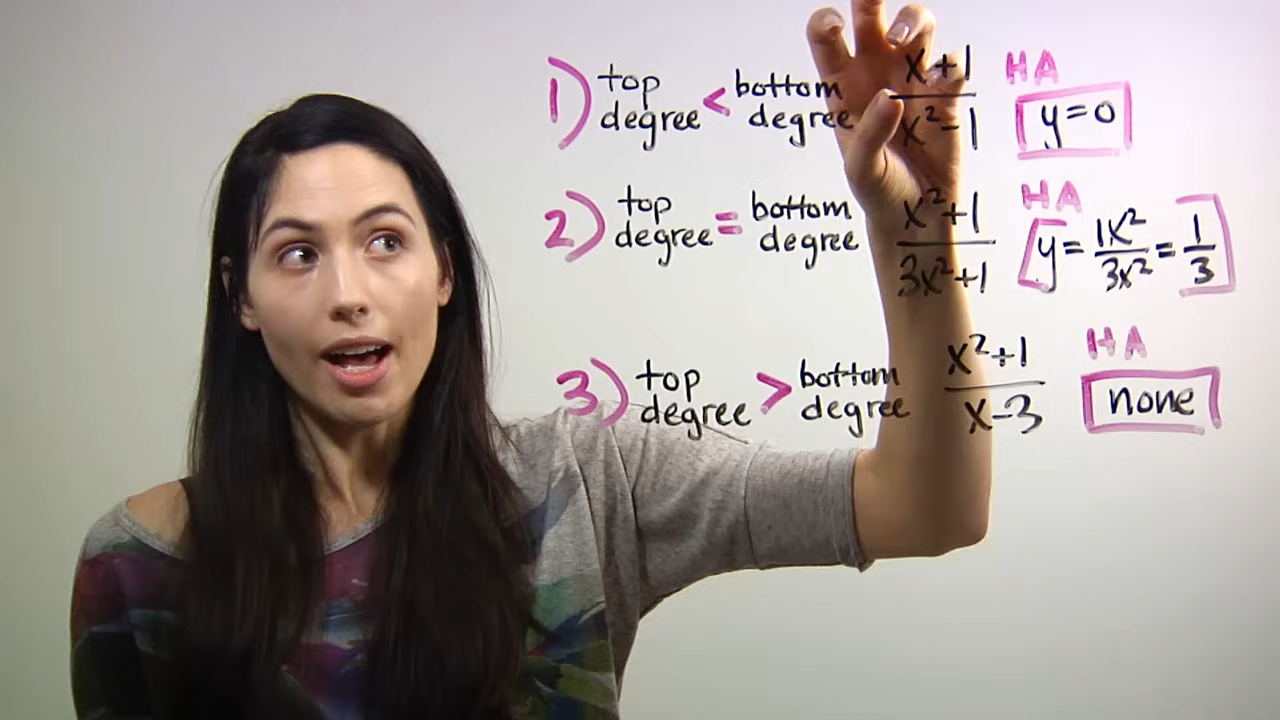 1) top degree < bottom degree x+1/x²-1 HA y=0
2) top degree = bottom degree x²+1/3x²+1 HA y=1x²/3x²=1/3
3) top degree > bottom degree x²+1/x-3 HA none